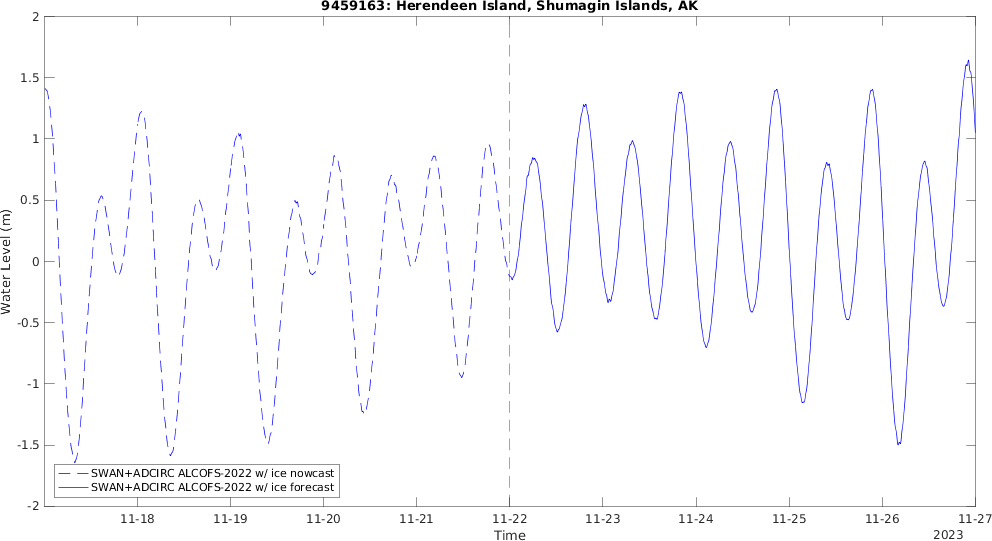 9459163: Herendeen Island, Shumagin Islands, AK
2
1.5
1
0.5
0
-0.5
-1
-1.5
-2
Water Level (m)
SWAN+ADCIRC ALCOFS-2022 w/ ice nowcast
SWAN+ADCIRC ALCOFS-2022 w/ ice forecast
11-18 11-19 11-20 11-21 11-22 11-23 11-24 11-25 11-26 11-27
Time
2023